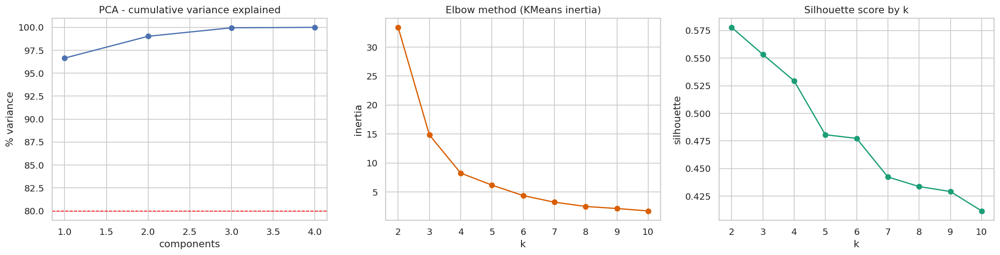 PCA - cumulative variance explained
100.0
97.5
95.0
92.5
90.0
87.5
85.0
82.5
80.0
% variance
1.0 1.5 2.0 2.5 3.0 3.5 4.0
components
Elbow method (KMeans inertia)
30
25
20
15
10
5
inertia
2 3 4 5 6 7 8 9 10
k
Silhouette score by k
0.575
0.550
0.525
0.500
0.475
0.450
0.425
silhouette
2 3 4 5 6 7 8 9 10
k